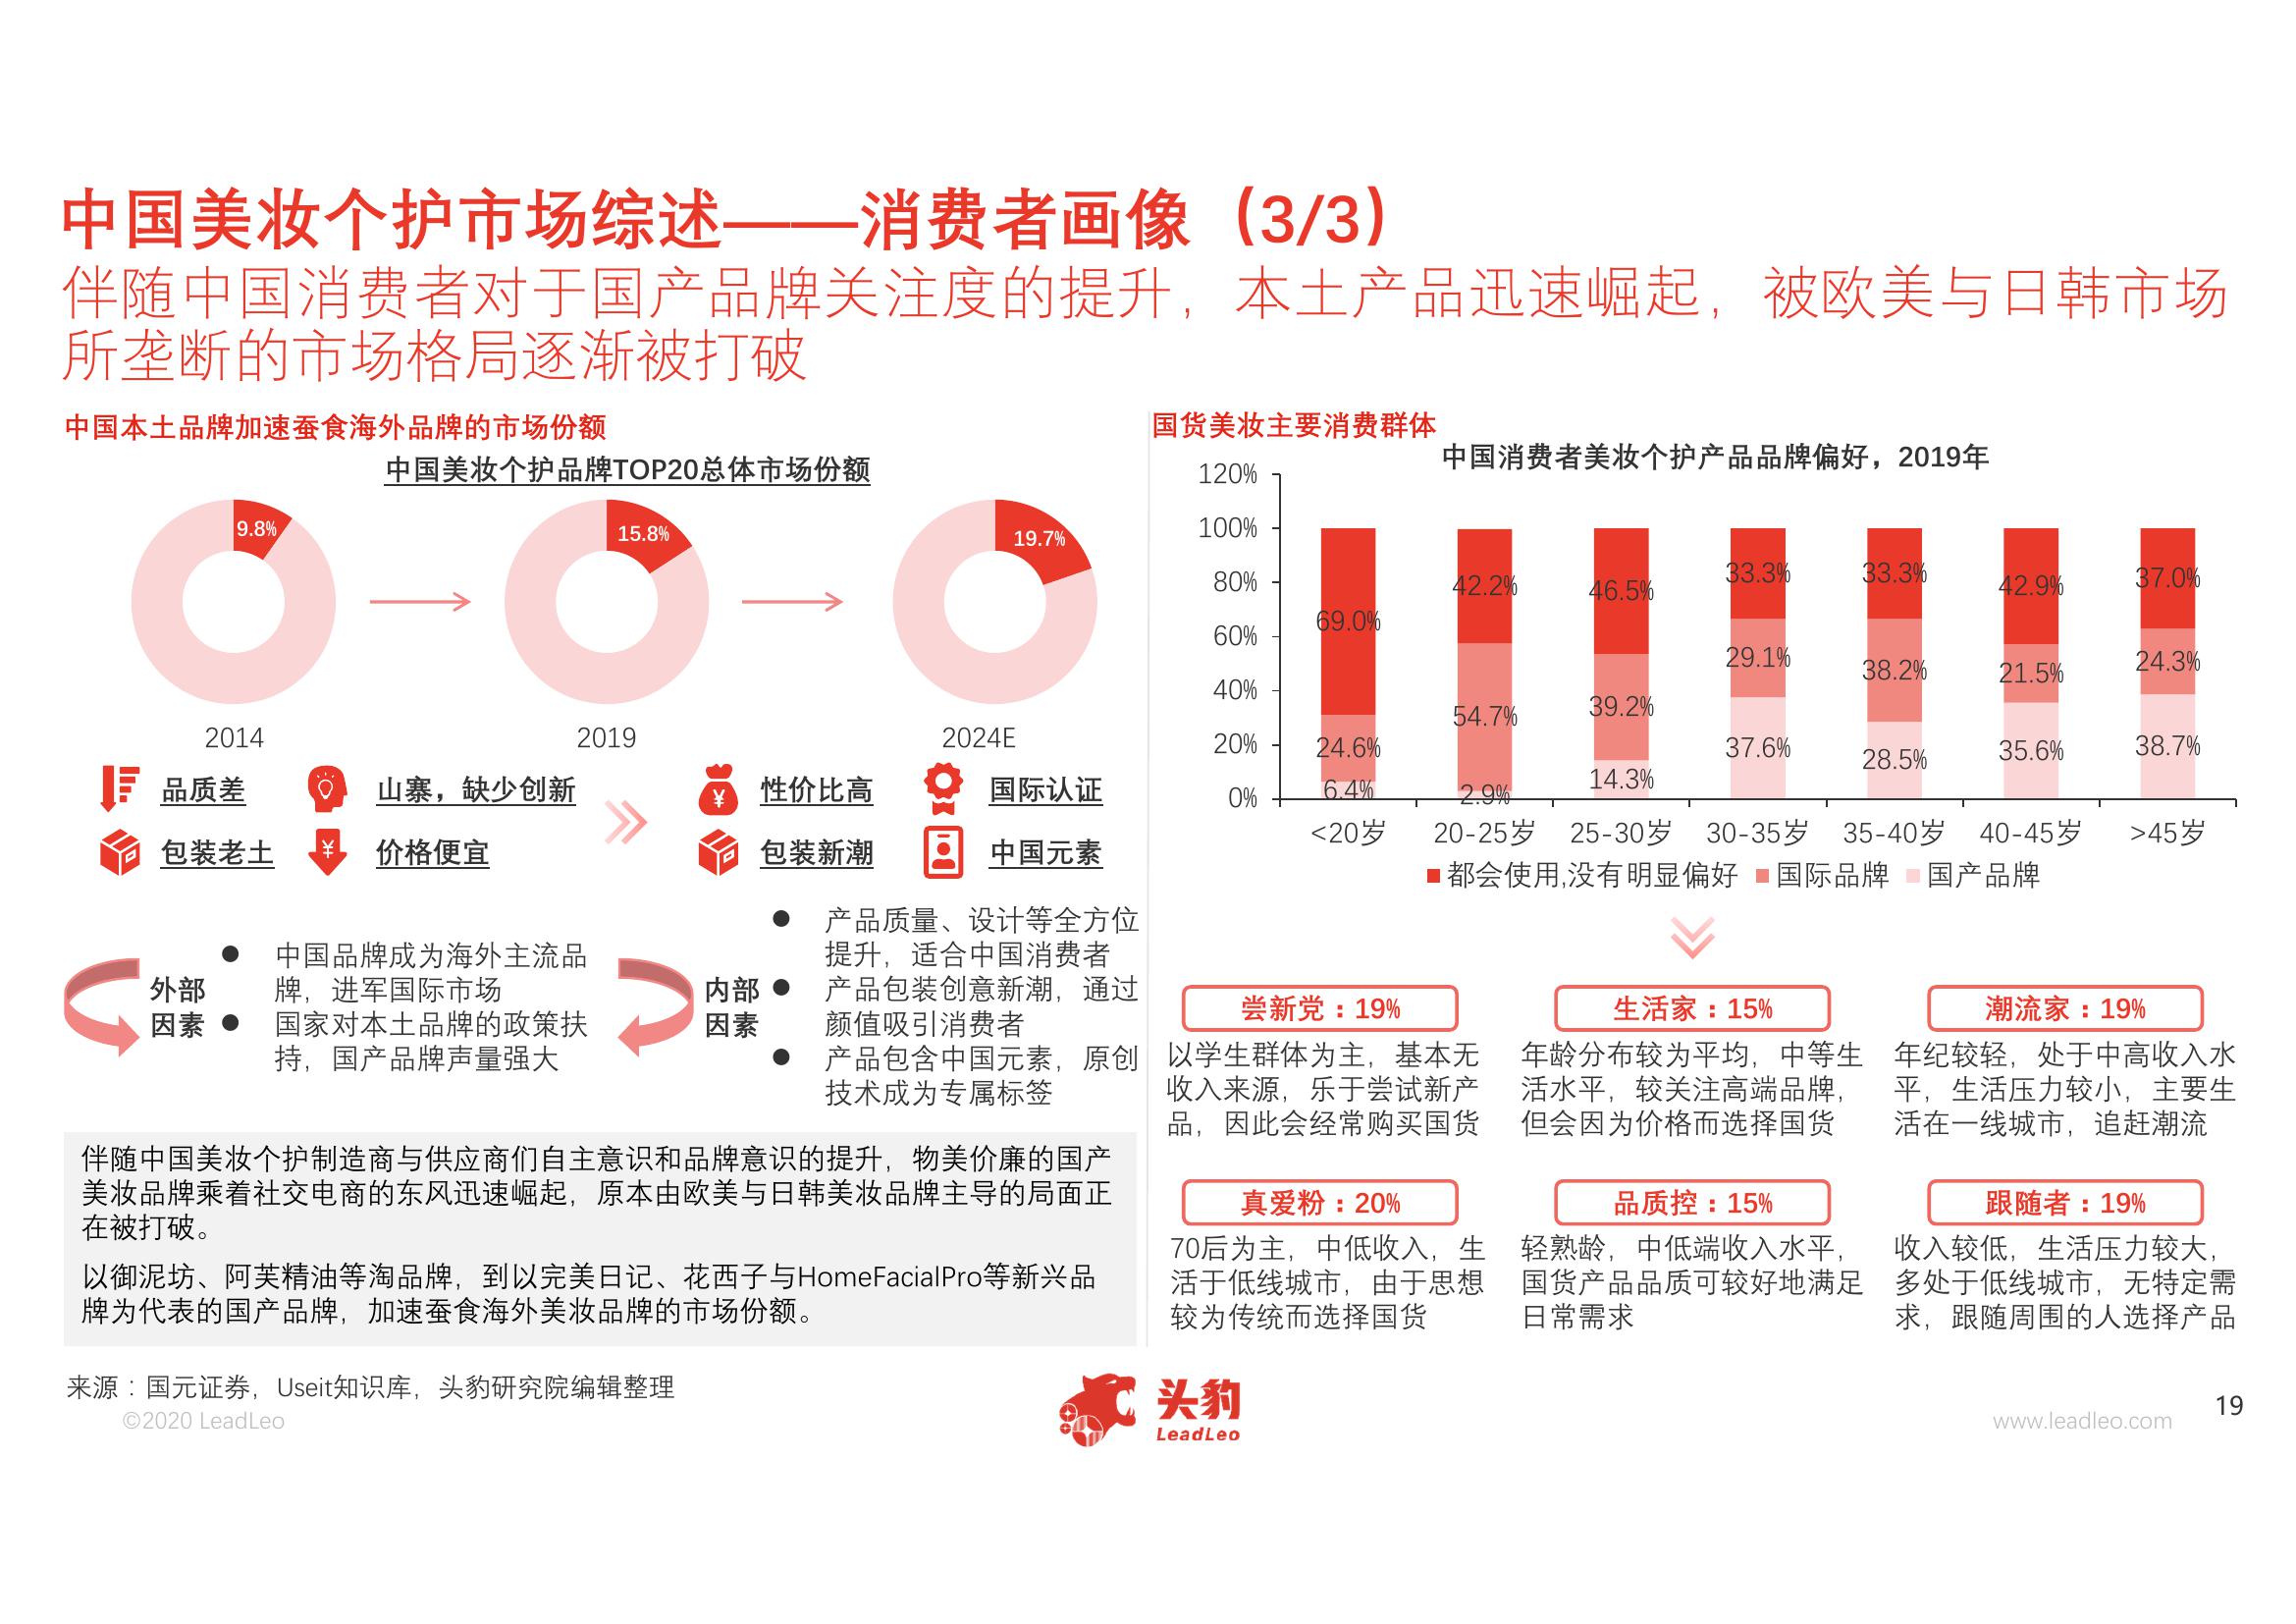 中国美妆个护市场综述——消费者画像（3/3）
伴随中国消费者对于国产品牌关注度的提升，本土产品迅速崛起，被欧美与日韩市场
所垄断的市场格局逐渐被打破
中国本土品牌加速蚕食海外品牌的市场份额
中国美妆个护品牌TOP20总体市场份额
9.8%
15.8%
19.7%
2014
2019
2024E
品质差
山寨，缺少创新
性价比高
国际认证
包装老土
价格便宜
包装新潮
中国元素
外部
因素
中国品牌成为海外主流品
牌，进军国际市场
国家对本土品牌的政策扶
持，国产品牌声量强大
内部
因素
产品质量、设计等全方位
提升，适合中国消费者
产品包装创意新潮，通过
颜值吸引消费者
产品包含中国元素，原创
技术成为专属标签
伴随中国美妆个护制造商与供应商们自主意识和品牌意识的提升，物美价廉的国产
美妆品牌乘着社交电商的东风迅速崛起，原本由欧美与日韩美妆品牌主导的局面正
在被打破。
以御泥坊、阿芙精油等淘品牌，到以完美日记、花西子与HomeFacialPro等新兴品
牌为代表的国产品牌，加速蚕食海外美妆品牌的市场份额。
国货美妆主要消费群体
中国消费者美妆个护产品品牌偏好，2019年
120%
100%
80%
60%
40%
20%
0%
69.0%
42.2%
46.5%
33.3%
33.3%
42.9%
37.0%
24.6%
54.7%
39.2%
29.1%
38.2%
21.5%
24.3%
6.4%
2.9%
14.3%
37.6%
28.5%
35.6%
38.7%
<20岁
20-25岁
25-30岁
30-35岁
35-40岁
40-45岁
>45岁
都会使用,没有明显偏好
国际品牌
国产品牌
尝新党：19%
以学生群体为主，基本无
收入来源，乐于尝试新产
品，因此会经常购买国货
生活家：15%
年龄分布较为平均，中等生
活水平，较关注高端品牌，
但会因为价格而选择国货
潮流家：19%
年纪较轻，处于中高收入水
平，生活压力较小，主要生
活在一线城市，追赶潮流
真爱粉：20%
70后为主，中低收入，生
活于低线城市，由于思想
较为传统而选择国货
品质控：15%
轻熟龄，中低端收入水平，
国货产品品质可较好地满足
日常需求
跟随者：19%
收入较低，生活压力较大，
多处于低线城市，无特定需
求，跟随周围的人选择产品
来源：国元证券，Useit知识库，头豹研究院编辑整理
©2020 LeadLeo
头豹
LeadLeo
www.leadleo.com
19